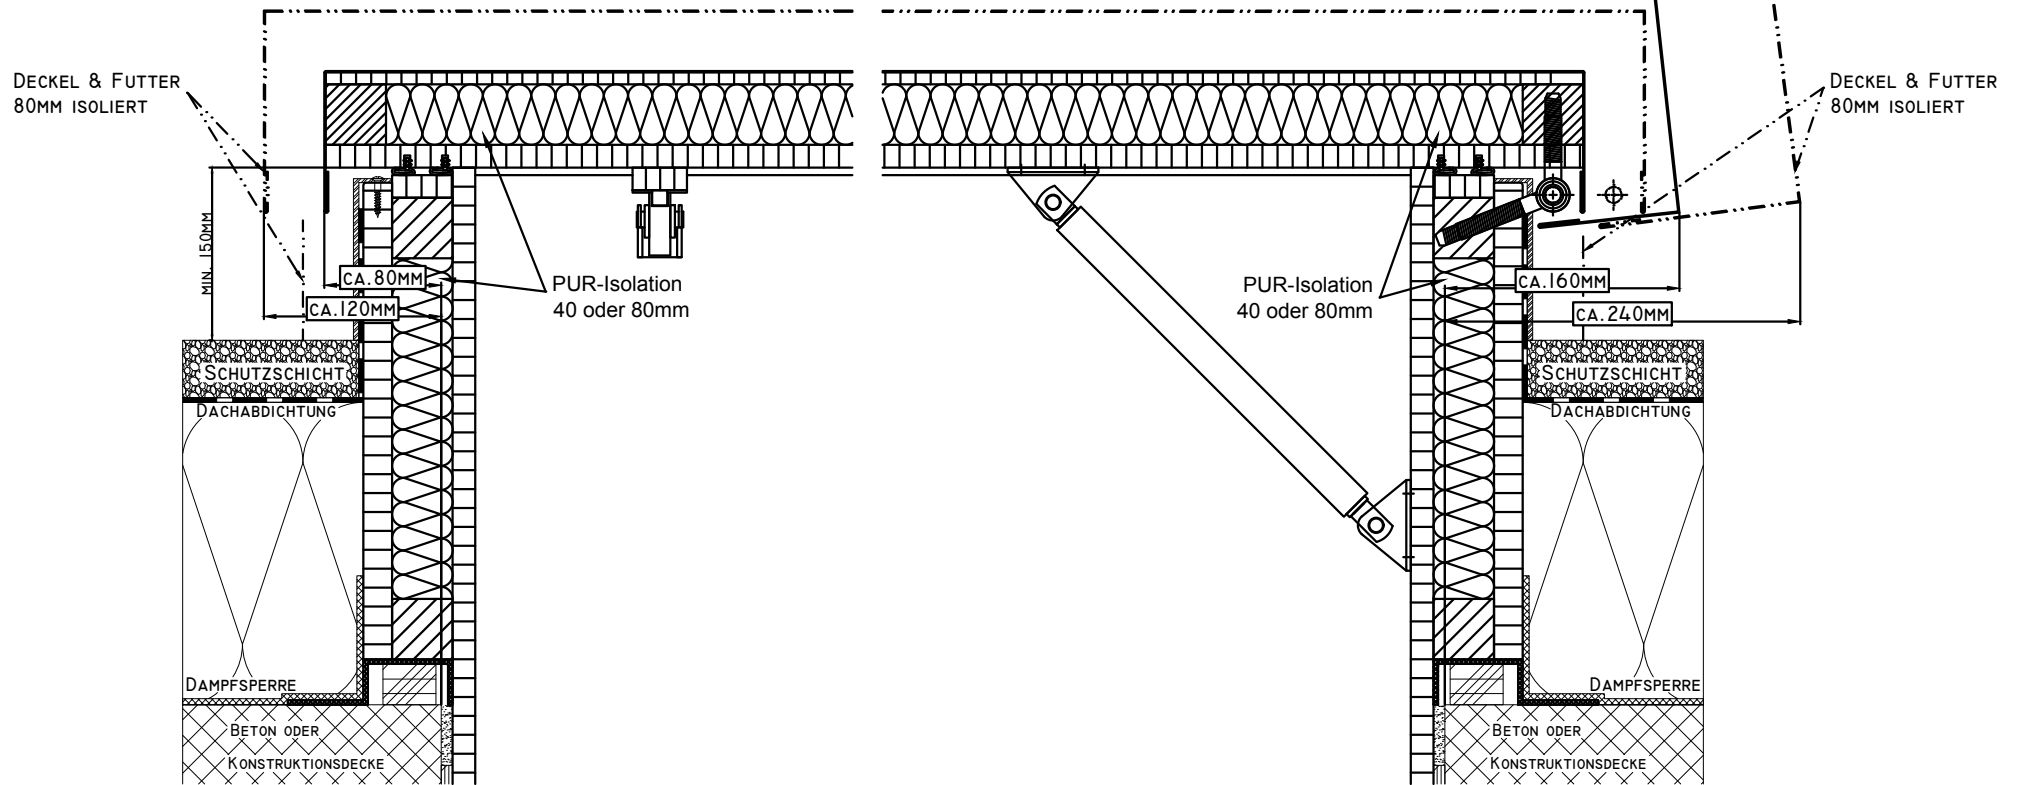 Deckel & Futter
80mm isoliert
Deckel & Futter
80mm isoliert
min. 150mm
ca.80mm
ca.120mm
PUR-Isolation
40 oder 80mm
PUR-Isolation
40 oder 80mm
ca.160mm
ca.240mm
Schutzschicht
Schutzschicht
Dachabdichtung
Dachabdichtung
Dampfsperre
Dampfsperre
Beton oder
Konstruktionsdecke
Beton oder
Konstruktionsdecke